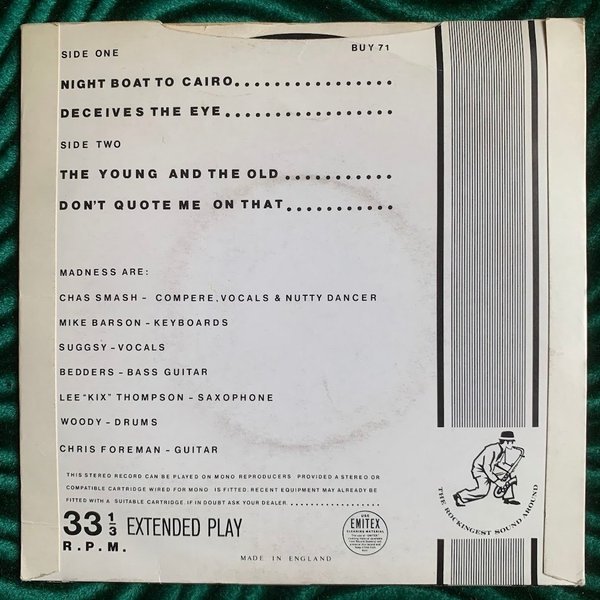 SIDE ONE
BUY 71
NIGHT BOAT TO CAIRO..................
DECEIVES THE EYE..................
SIDE TWO
THE YOUNG AND THE OLD...........
DON'T QUOTE ME ON THAT...........
MADNESS ARE:
CHAS SMASH – COMPERE, VOCALS & NUTTY DANCER
MIKE BARSON – KEYBOARDS
SUGGSY – VOCALS
BEDDERS – BASS GUITAR
LEE "KIX" THOMPSON – SAXOPHONE
WOODY – DRUMS
CHRIS FOREMAN – GUITAR
THIS STEREO RECORD CAN BE PLAYED ON MONO REPRODUCERS PROVIDED A STEREO OR
COMPATIBLE CARTRIDGE WIRED FOR MONO IS FITTED. RECENT EQUIPMENT MAY ALREADY BE
FITTED WITH A SUITABLE CARTRIDGE. IF IN DOUBT ASK YOUR DEALER....................
33 1/3 EXTENDED PLAY
R.P.M.
MADE IN ENGLAND
USE
EMITEX
CLEANING MATERIAL
THE ROCKINGEST SOUND AROUND